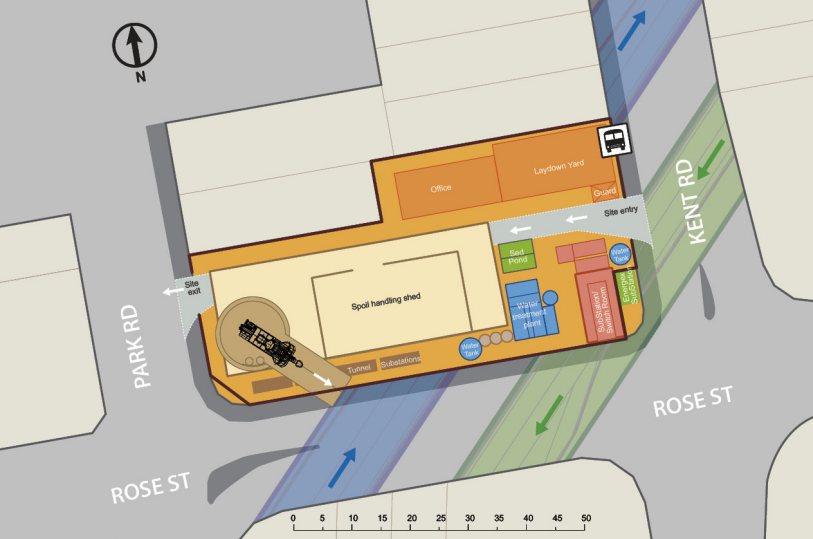 N
Office
Laydown Yard
Guard
Site entry
KENT RD
Sed
Pond
Water
Tank
Site
exit
Spoil handling shed
Water
treatment
plant
SubStation/
Switch Room
PARK RD
Water
Tank
Tunnel
Substations
ROSE ST
ROSE ST
0 5 10 15 20 25 30 35 40 45 50